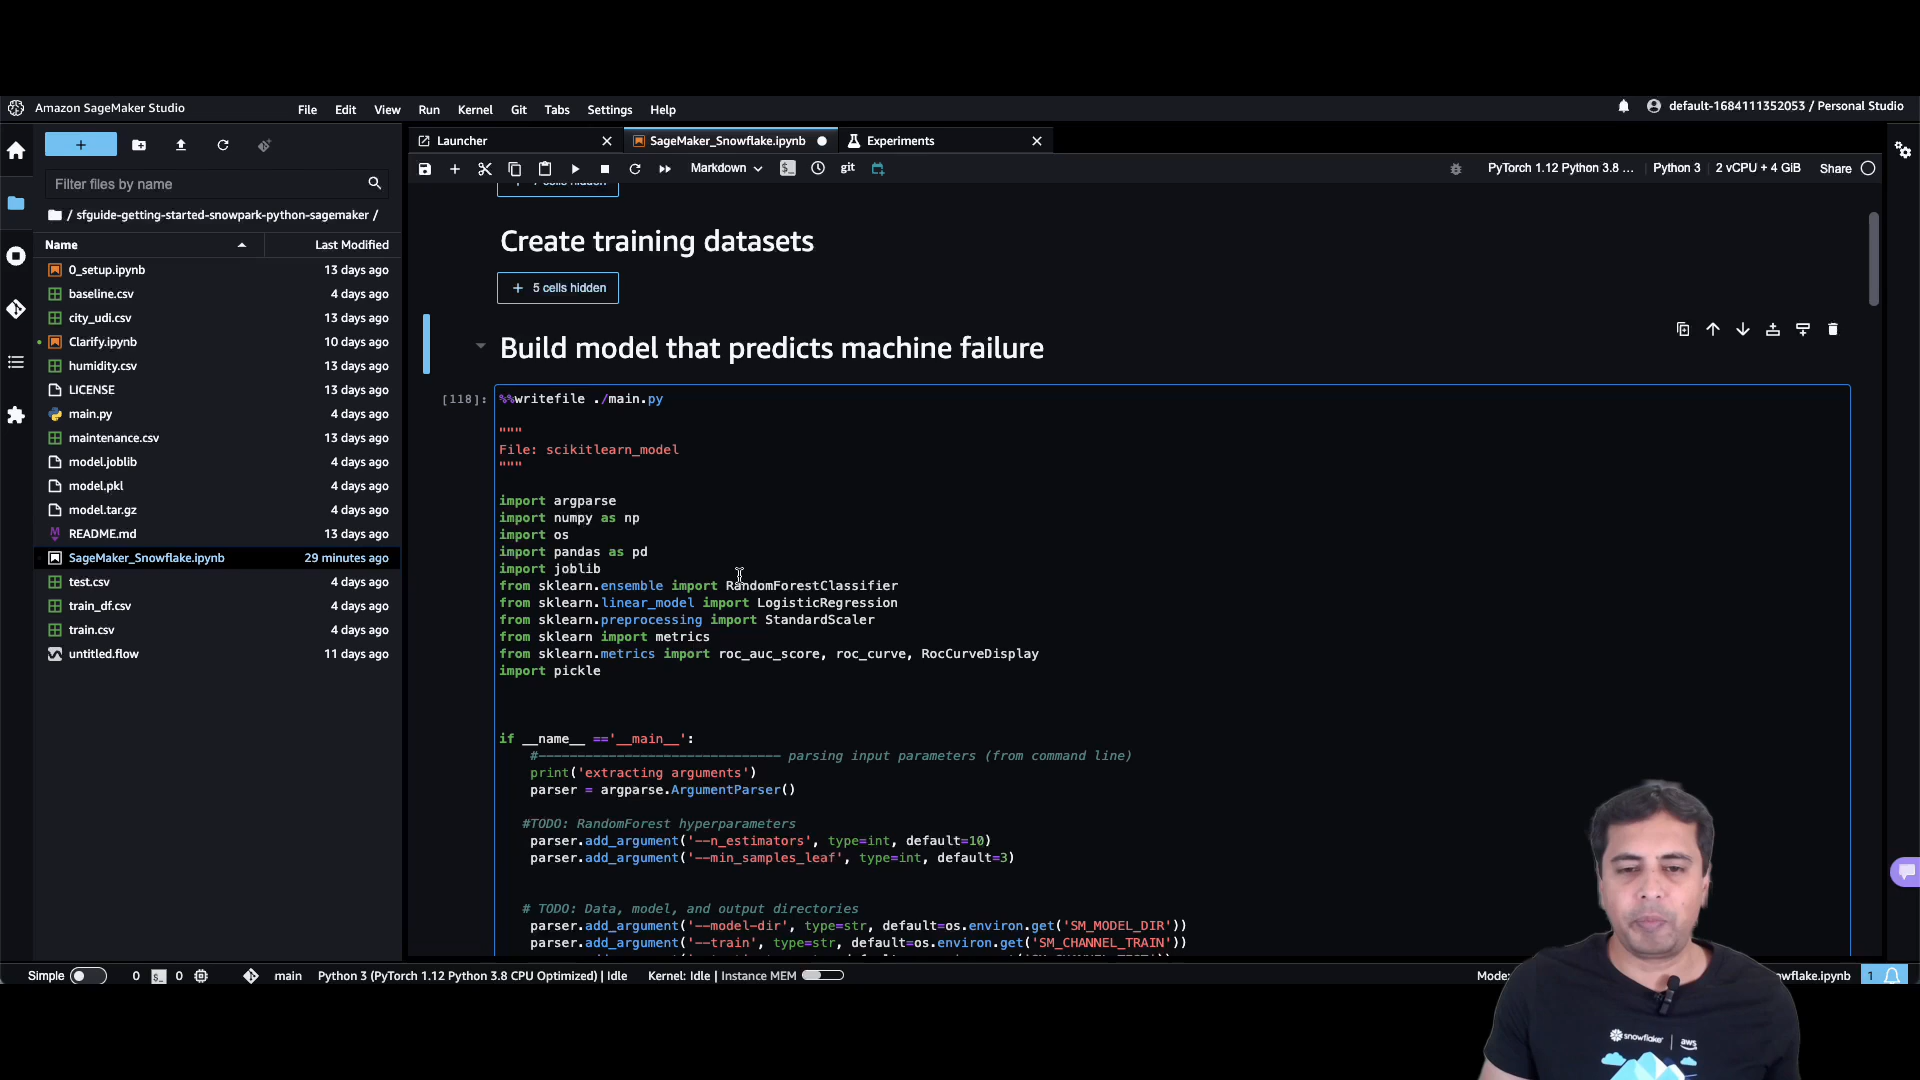 Amazon SageMaker Studio
File Edit View Run Kernel Git Tabs Settings Help
default-1684111352053 / Personal Studio
+
Filter files by name
/ sfguide-getting-started-snowpark-python-sagemaker /
Name Last Modified
0_setup.ipynb 13 days ago
baseline.csv 4 days ago
city_udi.csv 13 days ago
Clarify.ipynb 10 days ago
humidity.csv 13 days ago
LICENSE 13 days ago
main.py 4 days ago
maintenance.csv 13 days ago
model.joblib 4 days ago
model.pkl 4 days ago
model.tar.gz 4 days ago
README.md 13 days ago
SageMaker_Snowflake.ipynb 29 minutes ago
test.csv 4 days ago
train_df.csv 4 days ago
train.csv 4 days ago
untitled.flow 11 days ago
Launcher SageMaker_Snowflake.ipynb Experiments
Markdown git PyTorch 1.12 Python 3.8 ... Python 3 2 vCPU + 4 GiB Share
cells hidden
Create training datasets
+ 5 cells hidden
Build model that predicts machine failure
[118]:
%%writefile ./main.py
"""
File: scikitlearn_model
"""
import argparse
import numpy as np
import os
import pandas as pd
import joblib
from sklearn.ensemble import RandomForestClassifier
from sklearn.linear_model import LogisticRegression
from sklearn.preprocessing import StandardScaler
from sklearn import metrics
from sklearn.metrics import roc_auc_score, roc_curve, RocCurveDisplay
import pickle
if __name__ =='__main__':
#------------------------------- parsing input parameters (from command line)
print('extracting arguments')
parser = argparse.ArgumentParser()
#TODO: RandomForest hyperparameters
parser.add_argument('--n_estimators', type=int, default=10)
parser.add_argument('--min_samples_leaf', type=int, default=3)
# TODO: Data, model, and output directories
parser.add_argument('--model-dir', type=str, default=os.environ.get('SM_MODEL_DIR'))
parser.add_argument('--train', type=str, default=os.environ.get('SM_CHANNEL_TRAIN'))
Simple 0 0 main Python 3 (PyTorch 1.12 Python 3.8 CPU Optimized) | Idle Kernel: Idle | Instance MEM Mode: wflake.ipynb 1
snowflake | aws